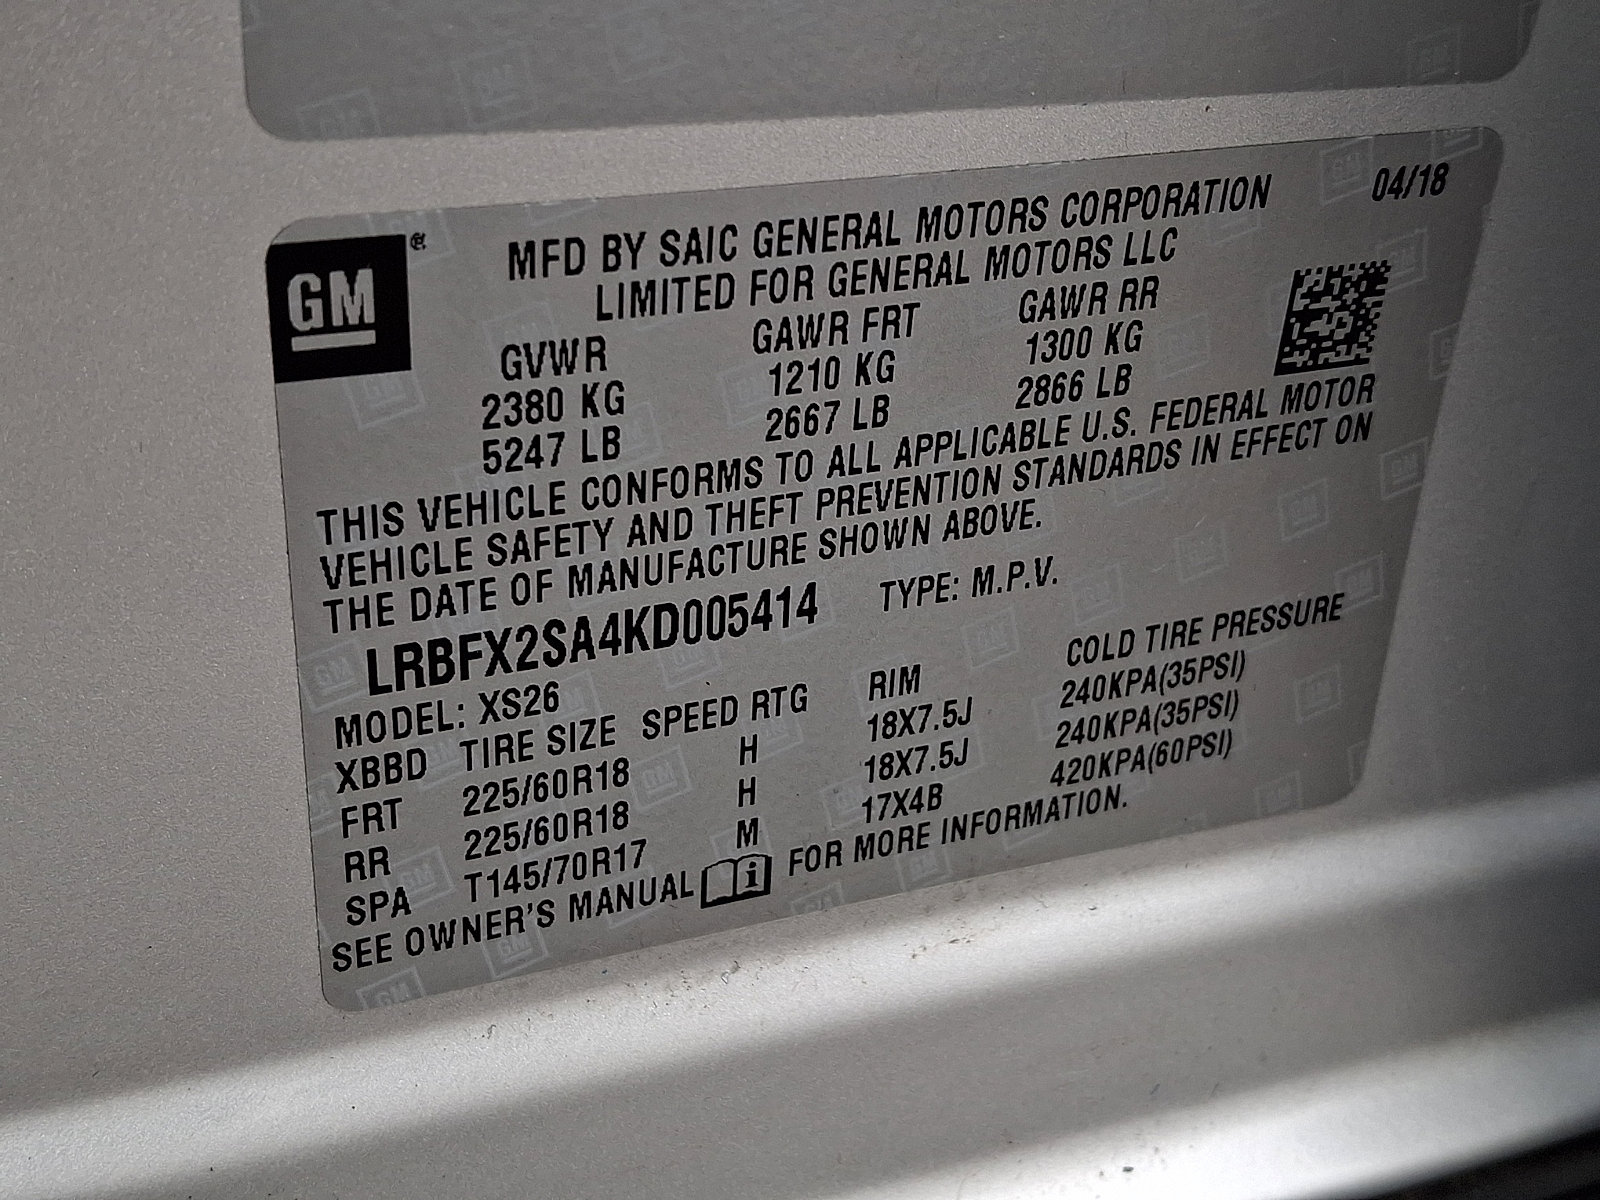 GM ®
MFD BY SAIC GENERAL MOTORS CORPORATION 04/18
LIMITED FOR GENERAL MOTORS LLC
GVWR GAWR FRT GAWR RR
2380 KG 1210 KG 1300 KG
5247 LB 2667 LB 2866 LB
THIS VEHICLE CONFORMS TO ALL APPLICABLE U.S. FEDERAL MOTOR
VEHICLE SAFETY AND THEFT PREVENTION STANDARDS IN EFFECT ON
THE DATE OF MANUFACTURE SHOWN ABOVE.
LRBFX2SA4KD005414 TYPE: M.P.V.
MODEL: XS26
XBBD TIRE SIZE SPEED RTG RIM COLD TIRE PRESSURE
FRT 225/60R18 H 18X7.5J 240KPA(35PSI)
RR 225/60R18 H 18X7.5J 240KPA(35PSI)
SPA T145/70R17 M 17X4B 420KPA(60PSI)
SEE OWNER'S MANUAL i FOR MORE INFORMATION.